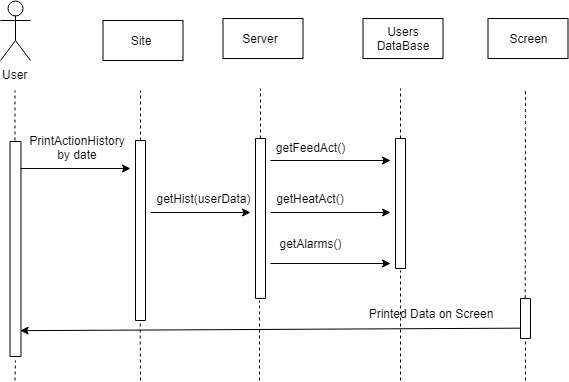 User
Site
Server
Users
DataBase
Screen
PrintActionHistory
by date
getHist(userData)
getFeedAct()
getHeatAct()
getAlarms()
Printed Data on Screen